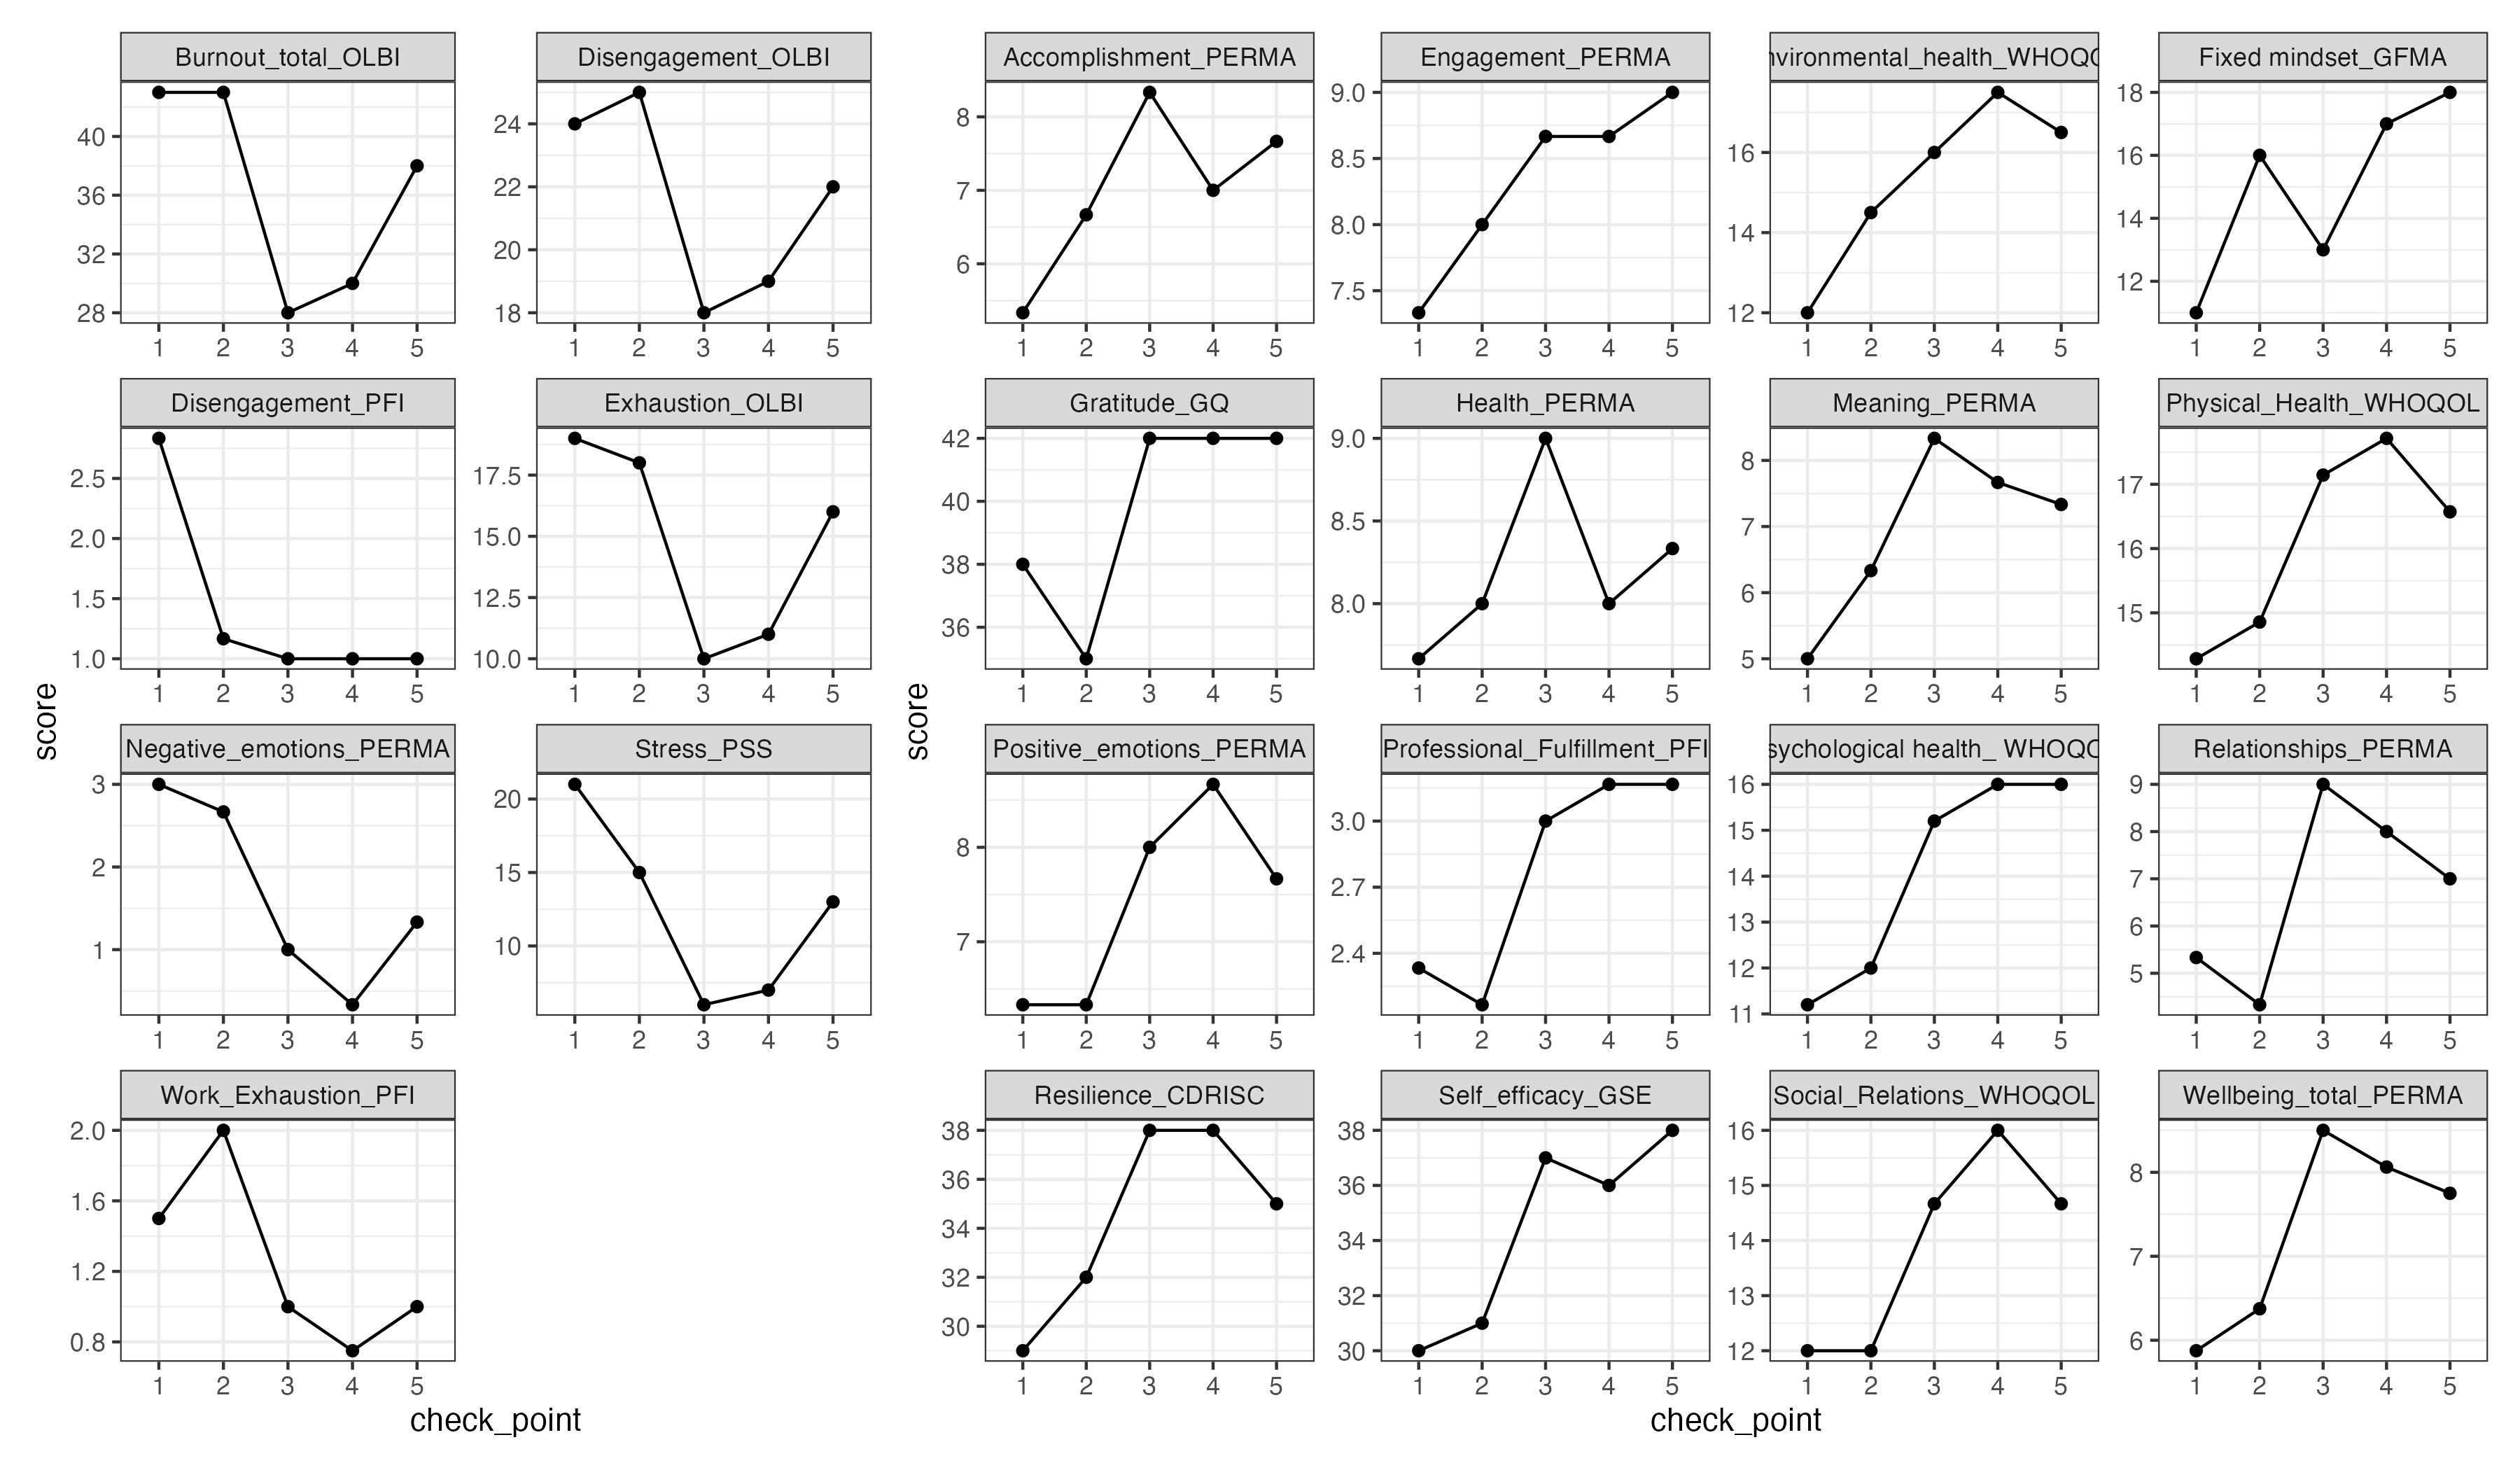 Burnout_total_OLBI
Disengagement_OLBI
40
36
32
28
1 2 3 4 5
24
22
20
18
1 2 3 4 5
Disengagement_PFI
Exhaustion_OLBI
2.5
2.0
1.5
1.0
1 2 3 4 5
17.5
15.0
12.5
10.0
1 2 3 4 5
Negative_emotions_PERMA
Stress_PSS
3
2
1
1 2 3 4 5
20
15
10
1 2 3 4 5
Work_Exhaustion_PFI
2.0
1.6
1.2
0.8
1 2 3 4 5
score
check_point
Accomplishment_PERMA
Engagement_PERMA
nvironmental_health_WHOQO
Fixed mindset_GFMA
8
7
6
1 2 3 4 5
9.0
8.5
8.0
7.5
1 2 3 4 5
16
14
12
1 2 3 4 5
18
16
14
12
1 2 3 4 5
Gratitude_GQ
Health_PERMA
Meaning_PERMA
Physical_Health_WHOQOL
42
40
38
36
1 2 3 4 5
9.0
8.5
8.0
1 2 3 4 5
8
7
6
5
1 2 3 4 5
17
16
15
1 2 3 4 5
Positive_emotions_PERMA
Professional_Fulfillment_PFI
sychological health_ WHOQO
Relationships_PERMA
8
7
1 2 3 4 5
3.0
2.7
2.4
1 2 3 4 5
16
15
14
13
12
11
1 2 3 4 5
9
8
7
6
5
1 2 3 4 5
Resilience_CDRISC
Self_efficacy_GSE
Social_Relations_WHOQOL
Wellbeing_total_PERMA
38
36
34
32
30
1 2 3 4 5
38
36
34
32
30
1 2 3 4 5
16
15
14
13
12
1 2 3 4 5
8
7
6
1 2 3 4 5
score
check_point